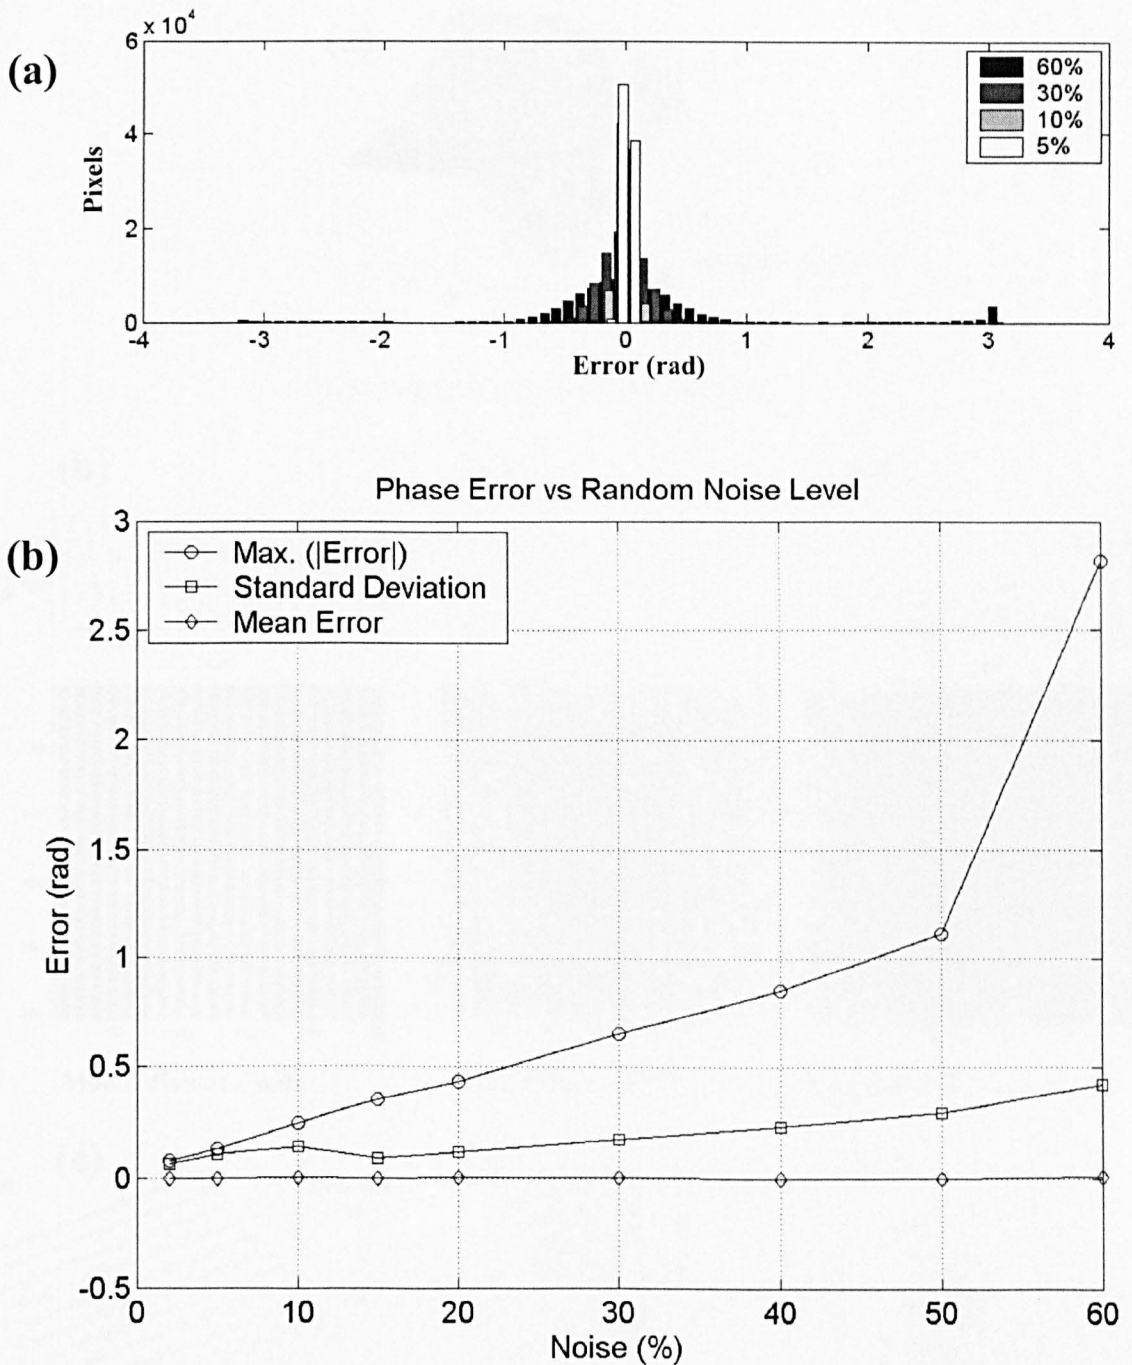 x 10⁴
(a)
6
4
2
0
Pixels
60%
30%
10%
5%
-4 -3 -2 -1 0 1 2 3 4
Error (rad)
Phase Error vs Random Noise Level
(b)
Max. (|Error|)
Standard Deviation
Mean Error
3
2.5
2
1.5
1
0.5
0
-0.5
Error (rad)
0 10 20 30 40 50 60
Noise (%)